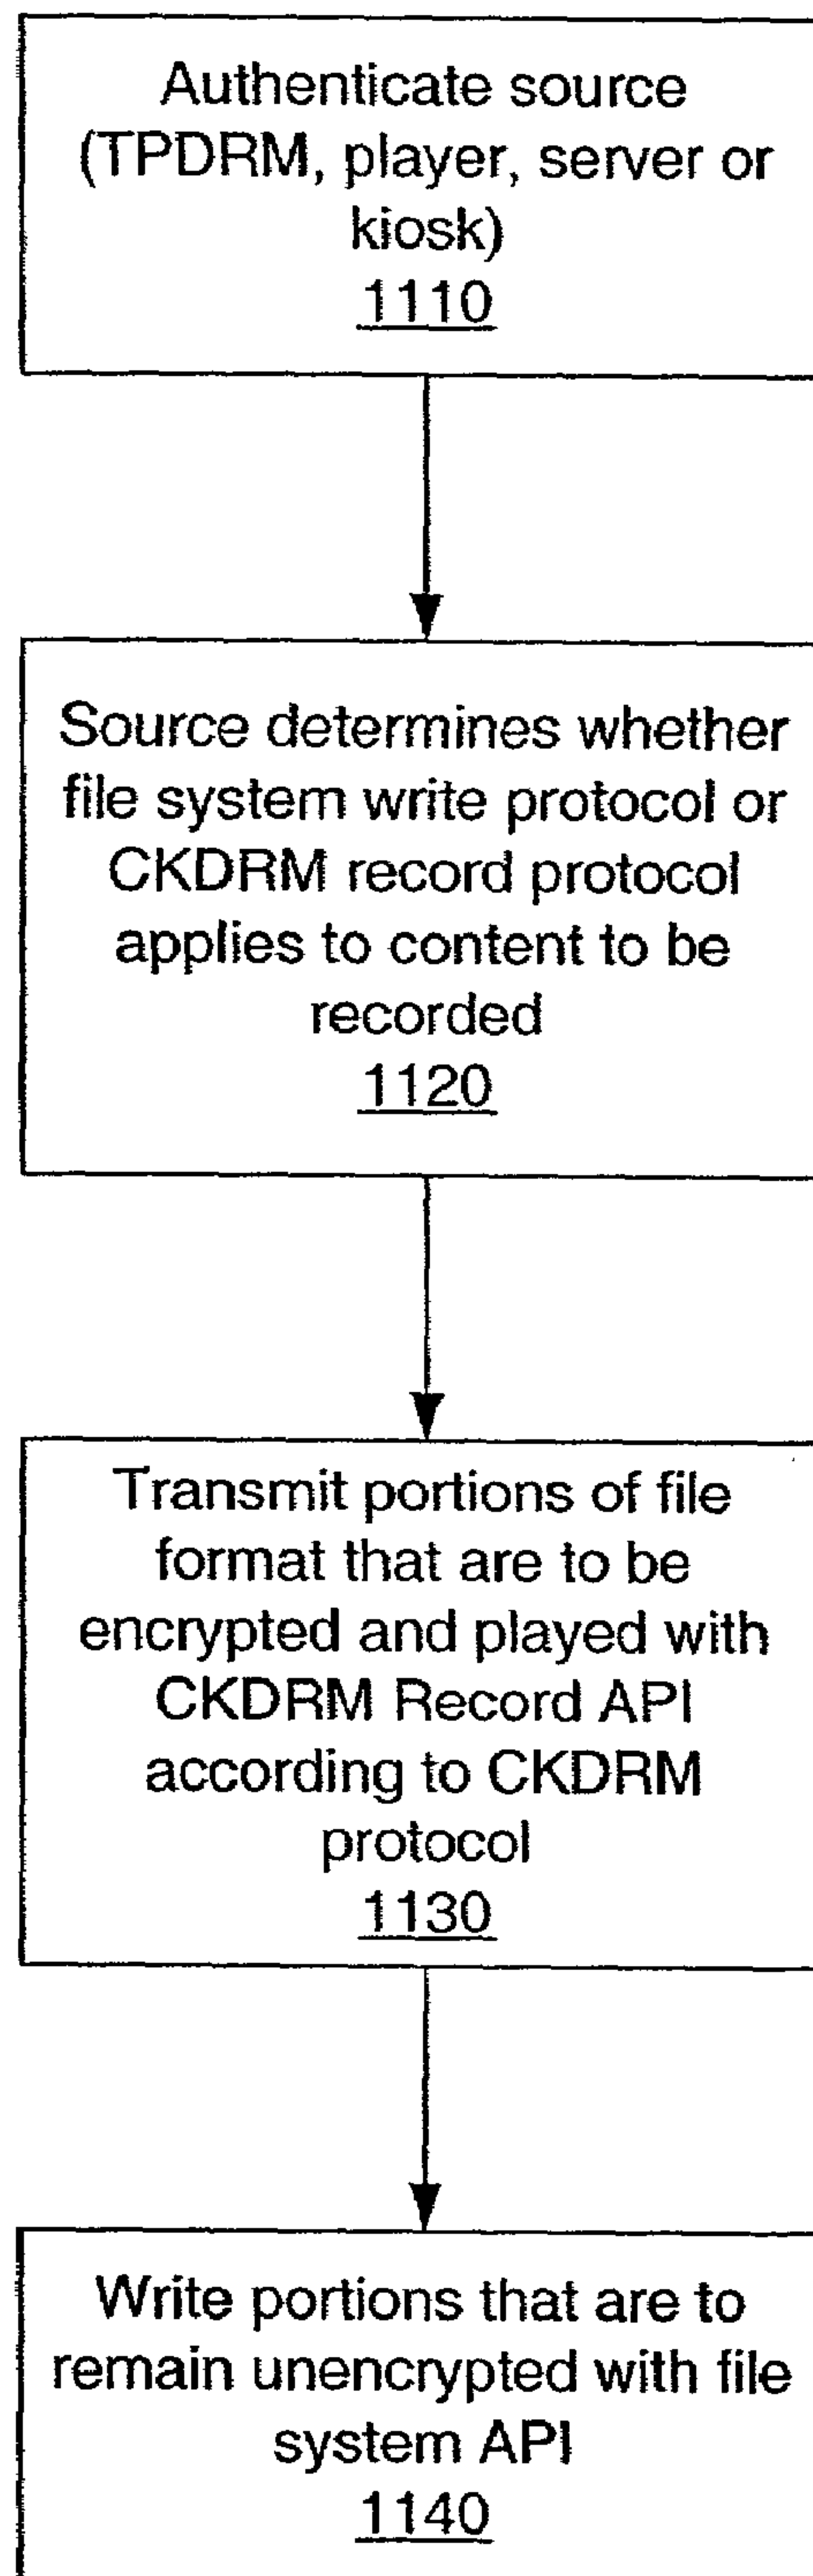 Authenticate source
(TPDRM, player, server or
kiosk)
1110
Source determines whether
file system write protocol or
CKDRM record protocol
applies to content to be
recorded
1120
Transmit portions of file
format that are to be
encrypted and played with
CKDRM Record API
according to CKDRM
protocol
1130
Write portions that are to
remain unencrypted with file
system API
1140